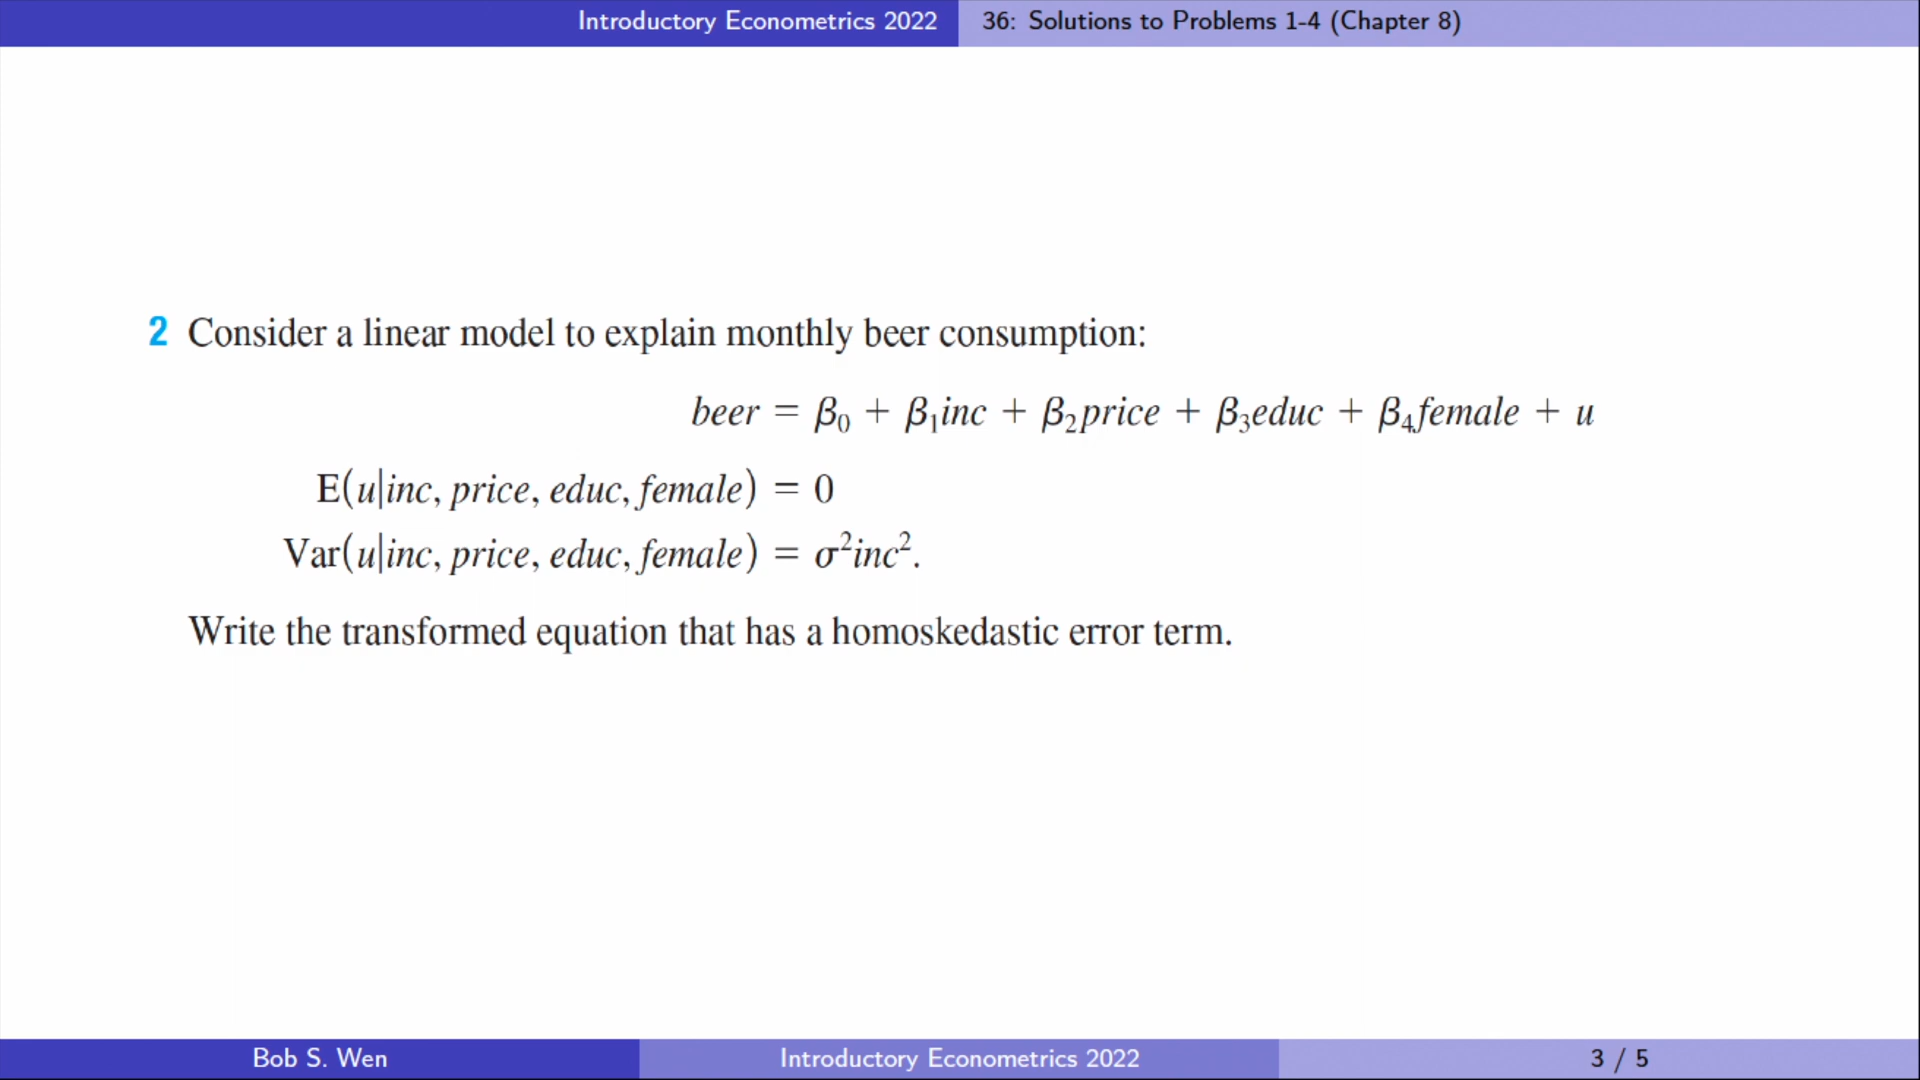 Introductory Econometrics 2022 36: Solutions to Problems 1-4 (Chapter 8)
2 Consider a linear model to explain monthly beer consumption:
beer = β₀ + β₁inc + β₂price + β₃educ + β₄female + u
E(u|inc, price, educ, female) = 0
Var(u|inc, price, educ, female) = σ²inc².
Write the transformed equation that has a homoskedastic error term.
Bob S. Wen Introductory Econometrics 2022 3 / 5